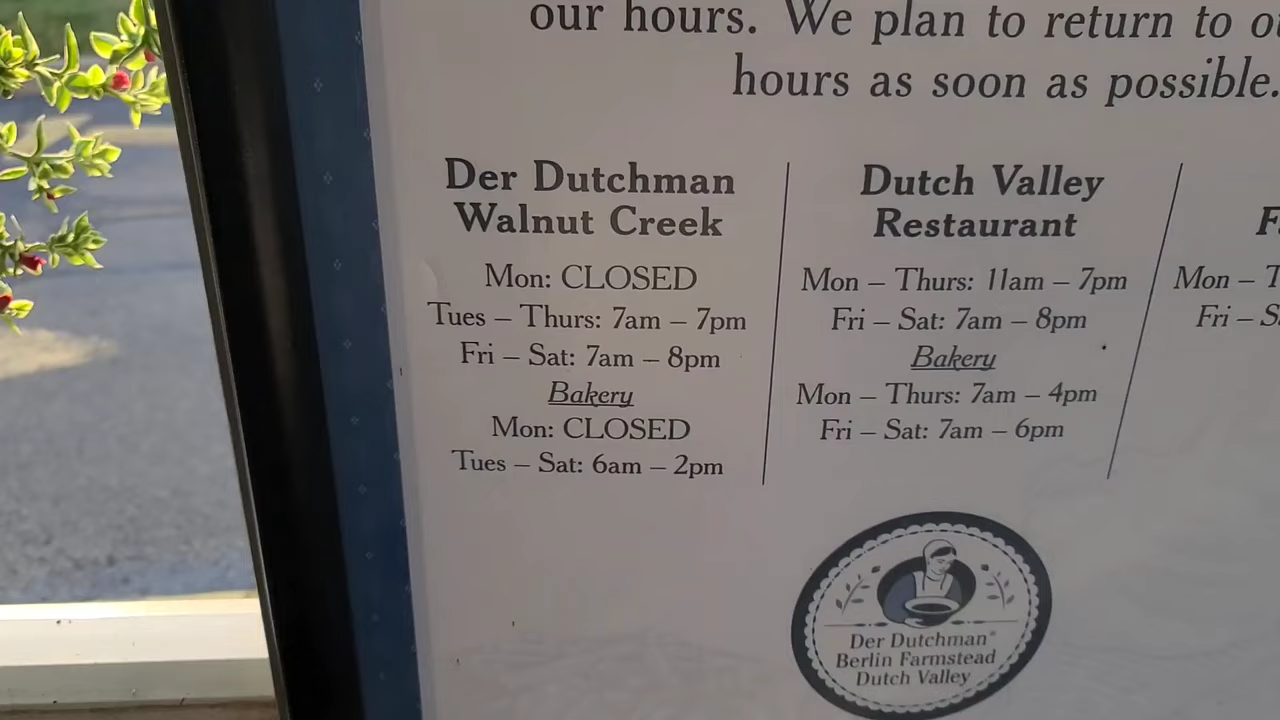 our hours. We plan to return to
hours as soon as possible.
Der Dutchman
Walnut Creek
Mon: CLOSED
Tues – Thurs: 7am – 7pm
Fri – Sat: 7am – 8pm
Bakery
Mon: CLOSED
Tues – Sat: 6am – 2pm
Dutch Valley
Restaurant
Mon – Thurs: 11am – 7pm
Fri – Sat: 7am – 8pm
Bakery
Mon – Thurs: 7am – 4pm
Fri – Sat: 7am – 6pm
Mon –
Fri –
Der Dutchman®
Berlin Farmstead
Dutch Valley